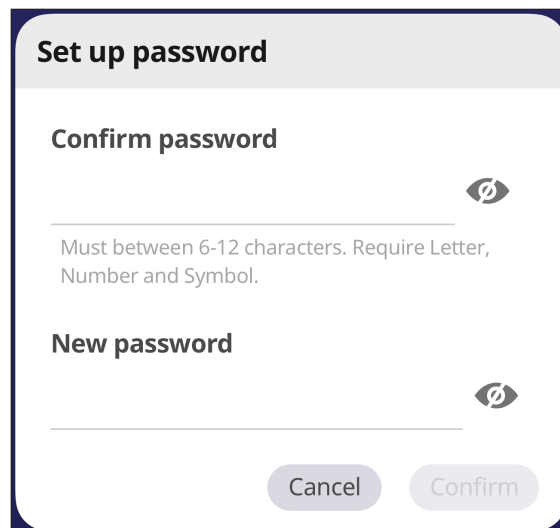 Set up password
Confirm password
Must between 6-12 characters. Require Letter,
Number and Symbol.
New password
Cancel
Confirm